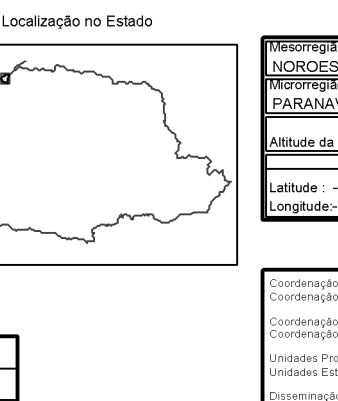 Localização no Estado
Mesorregiã
NOROES
Microrregião
PARANAV
Altitude da
Latitude : -
Longitude:-
Coordenação
Coordenação
Coordenação
Coordenação
Unidades Pro
Unidades Est
Disseminação